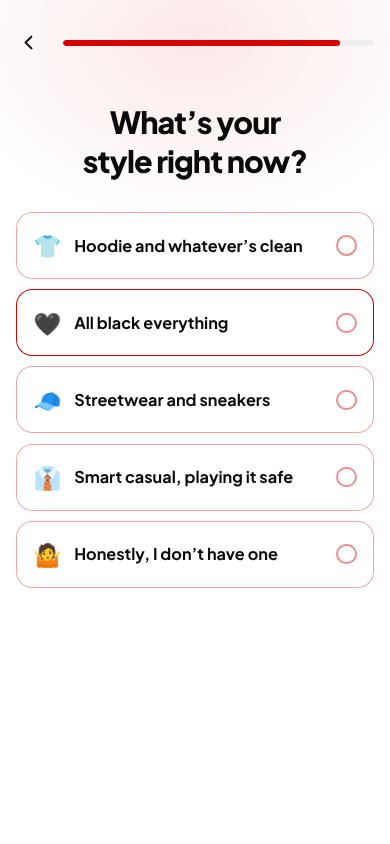 What’s your
style right now?
Hoodie and whatever’s clean
All black everything
Streetwear and sneakers
Smart casual, playing it safe
Honestly, I don’t have one